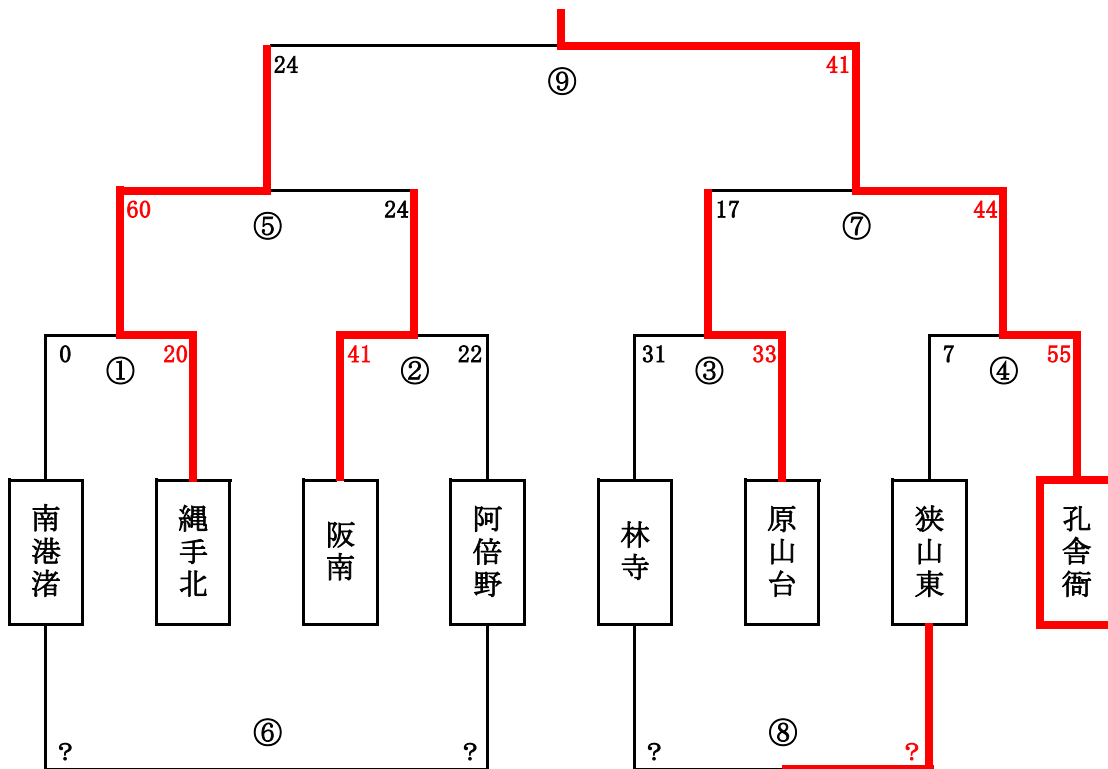 24 41
⑨
60 24 17 44
⑤ ⑦
0 20 41 22 31 33 7 55
① ② ③ ④
南港渚
縄手北
阪南
阿倍野
林寺
原山台
狭山東
孔舎衙
⑥ ⑧
? ? ? ?